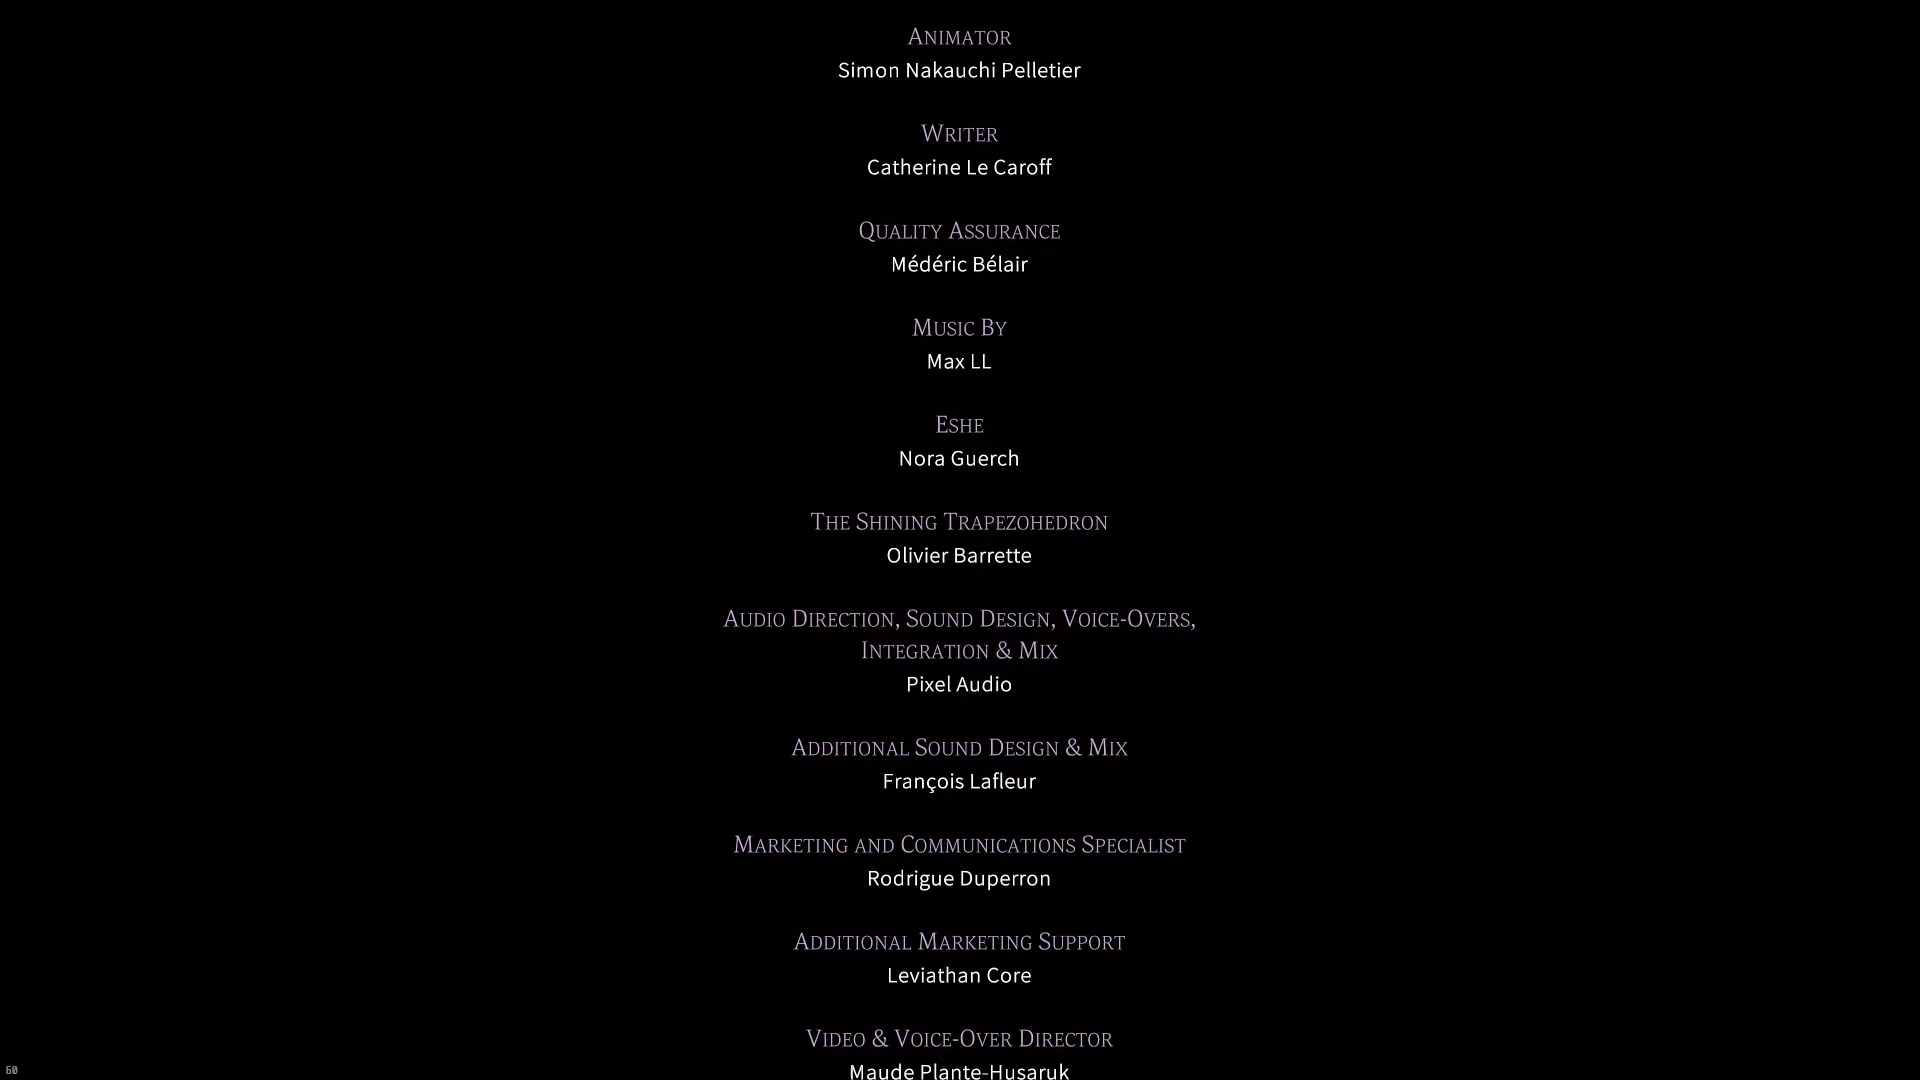 Animator
Simon Nakauchi Pelletier
Writer
Catherine Le Caroff
Quality Assurance
Médéric Bélair
Music By
Max LL
Eshe
Nora Guerch
The Shining Trapezohedron
Olivier Barrette
Audio Direction, Sound Design, Voice-Overs,
Integration & Mix
Pixel Audio
Additional Sound Design & Mix
François Lafleur
Marketing and Communications Specialist
Rodrigue Duperron
Additional Marketing Support
Leviathan Core
Video & Voice-Over Director
Maude Plante-Husaruk
60